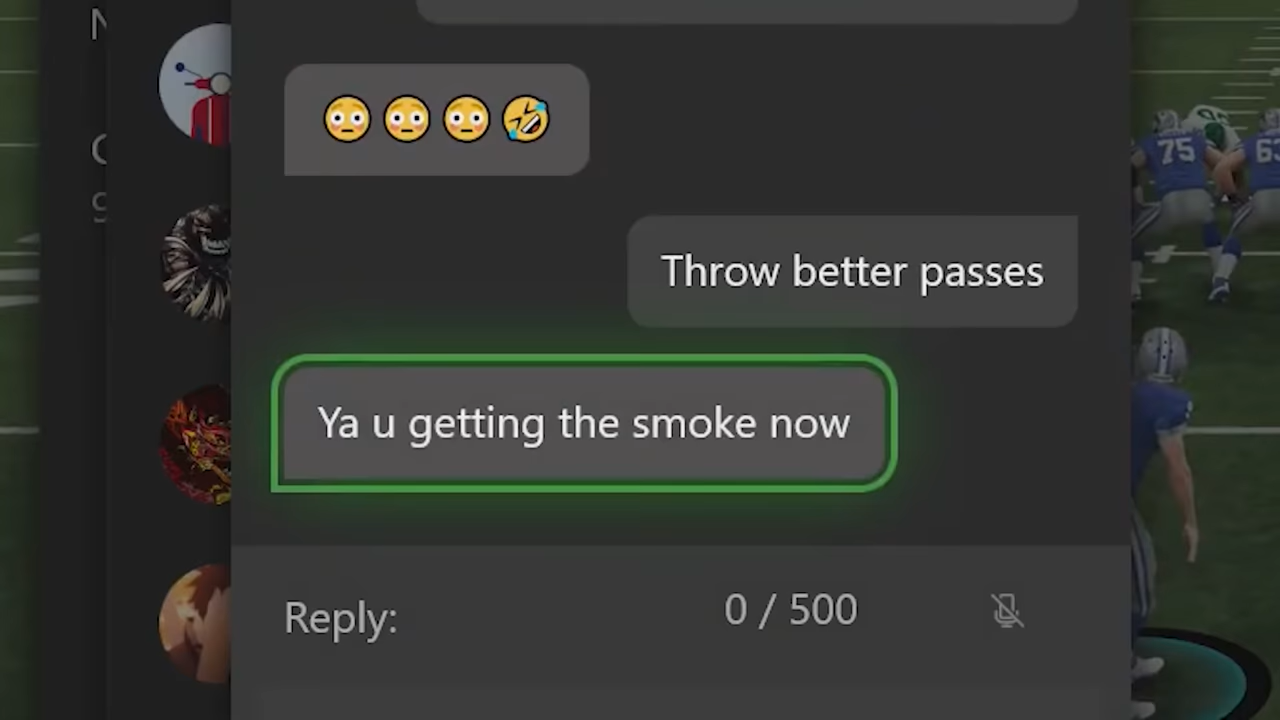 😳😳😳🤣
Throw better passes
Ya u getting the smoke now
Reply:
0 / 500
75
63